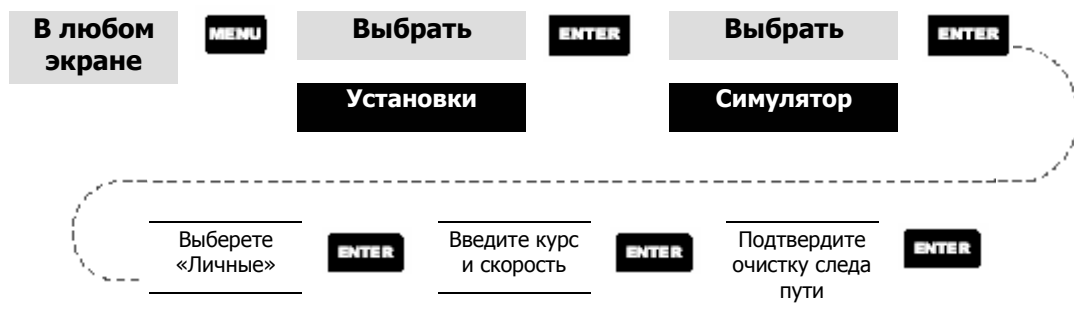 В любом
экране
MENU
Выбрать
ENTER
Выбрать
ENTER
Установки
Симулятор
Выберете
«Личные»
ENTER
Введите курс
и скорость
ENTER
Подтвердите
очистку следа
пути
ENTER